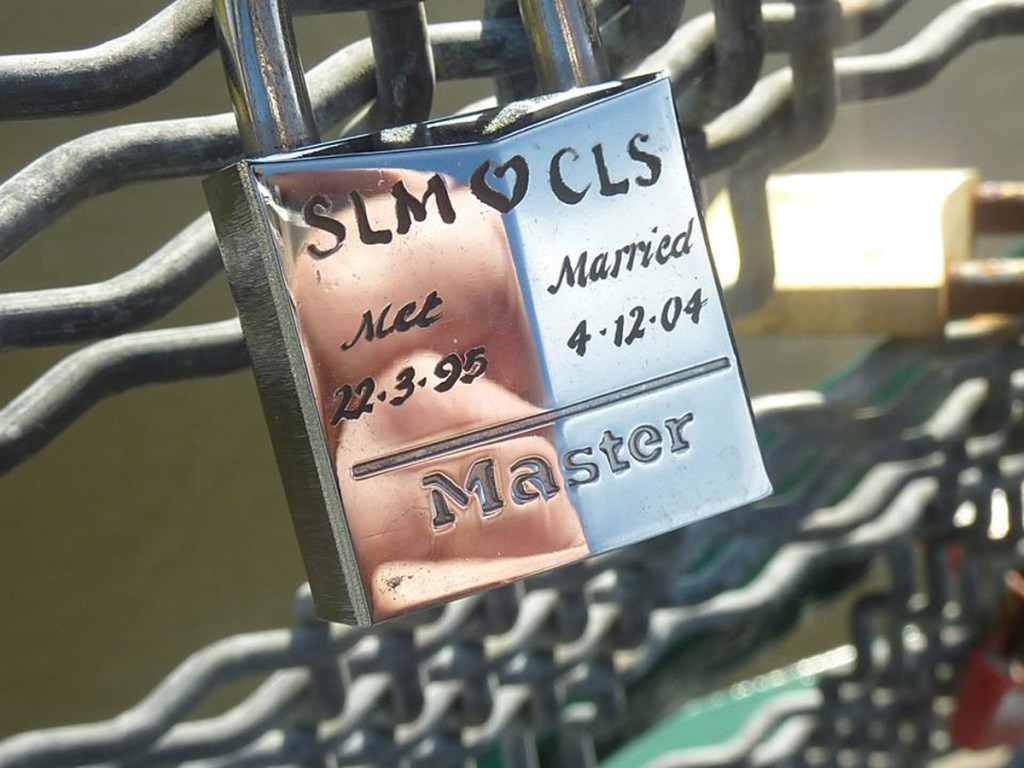 SLM ♡ CLS
Met Married
22.3.95 4.12.04
Master